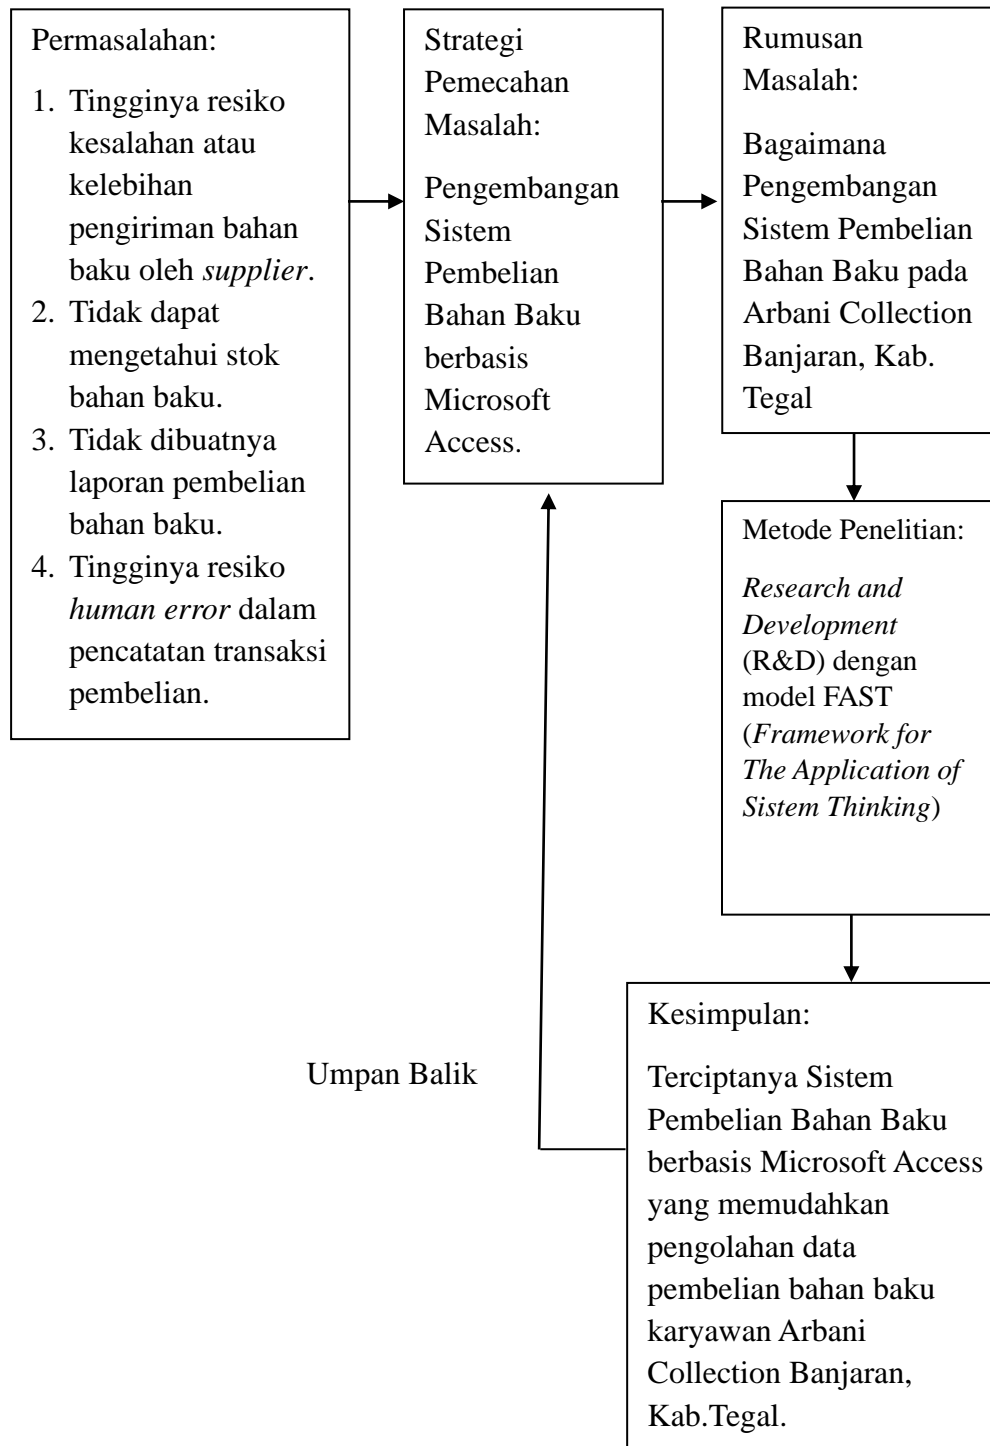 Permasalahan:
1. Tingginya resiko
kesalahan atau
kelebihan
pengiriman bahan
baku oleh supplier.
2. Tidak dapat
mengetahui stok
bahan baku.
3. Tidak dibuatnya
laporan pembelian
bahan baku.
4. Tingginya resiko
human error dalam
pencatatan transaksi
pembelian.
Strategi
Pemecahan
Masalah:
Pengembangan
Sistem
Pembelian
Bahan Baku
berbasis
Microsoft
Access.
Rumusan
Masalah:
Bagaimana
Pengembangan
Sistem Pembelian
Bahan Baku pada
Arbani Collection
Banjaran, Kab.
Tegal
Metode Penelitian:
Research and
Development
(R&D) dengan
model FAST
(Framework for
The Application of
Sistem Thinking)
Kesimpulan:
Terciptanya Sistem
Pembelian Bahan Baku
berbasis Microsoft Access
yang memudahkan
pengolahan data
pembelian bahan baku
karyawan Arbani
Collection Banjaran,
Kab.Tegal.
Umpan Balik